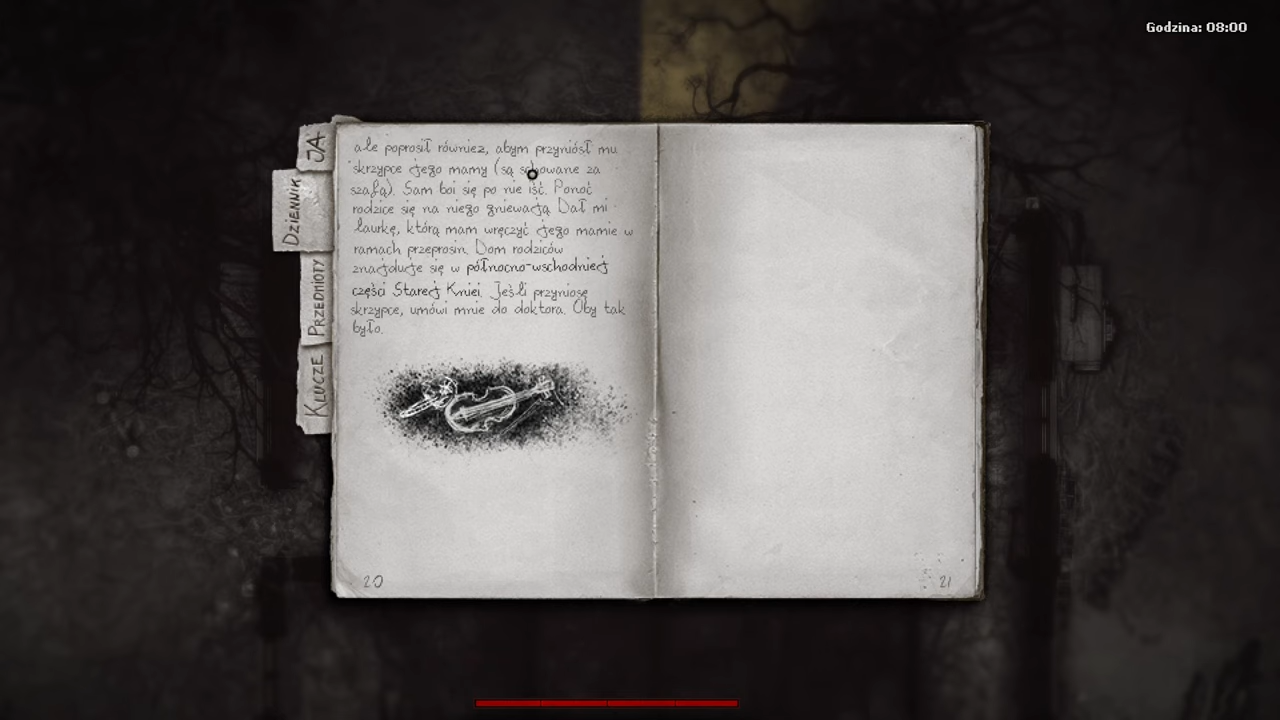 Godzina: 08:00
JA
DZIENNIK
PRZEDMIOTY
KLUCZE
ale poprosił również, abym przyniósł mu
skrzypce jego mamy (są schowane za
szafą). Sam boi się po nie iść. Ponoć
rodzice się na niego gniewają. Dał mi
laurkę, którą mam wręczyć jego mamie w
ramach przeprosin. Dom rodziców
znajduje się w północno-wschodniej
części Starej Kniei. Jeśli przyniosę
skrzypce, umówi mnie do doktora. Oby tak
było.
20
21